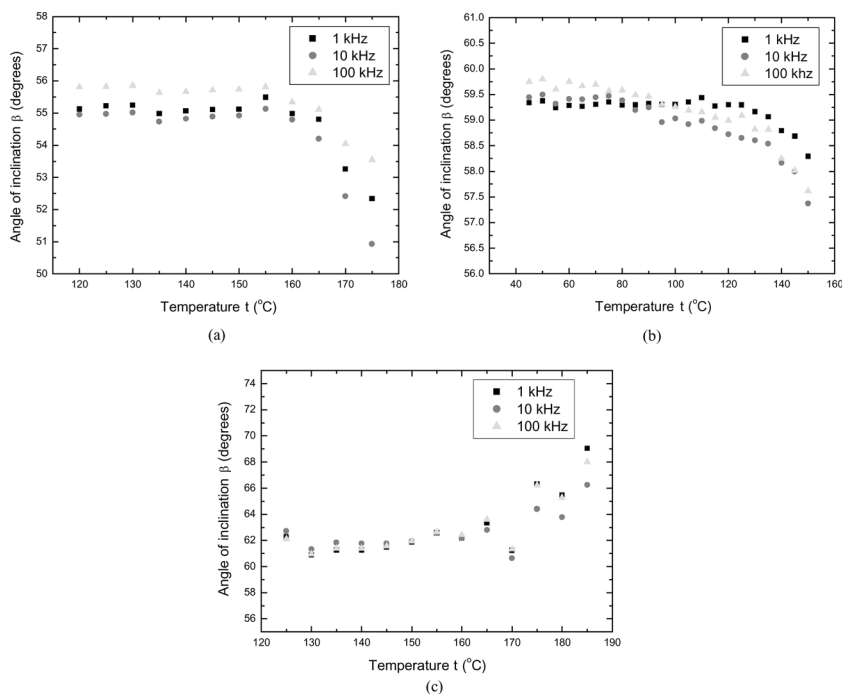 58
57
56
55
54
53
52
51
50
Angle of inclination β (degrees)
1 kHz
10 kHz
100 kHz
120 130 140 150 160 170 180
Temperature t (°C)
(a)
61.0
60.5
60.0
59.5
59.0
58.5
58.0
57.5
57.0
56.5
56.0
Angle of inclination β (degrees)
1 kHz
10 kHz
100 khz
40 60 80 100 120 140 160
Temperature t (°C)
(b)
74
72
70
68
66
64
62
60
58
56
Angle of inclination β (degrees)
1 kHz
10 kHz
100 kHz
120 130 140 150 160 170 180 190
Temperature t (°C)
(c)